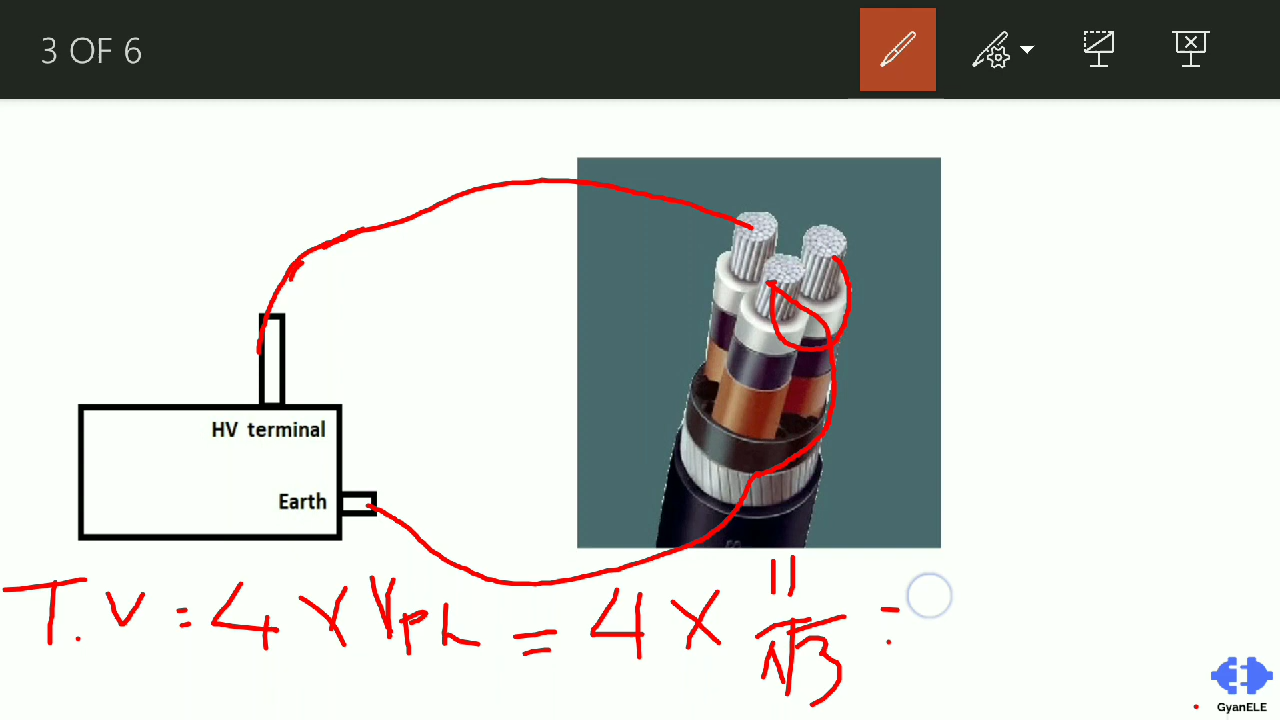 3 OF 6
HV terminal
Earth
T.V = 4 X Vph = 4 X 11/√3 =
GyanELE